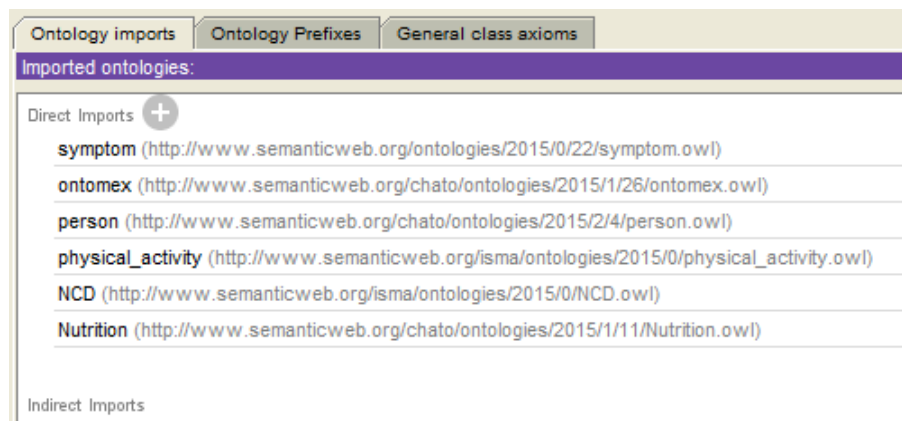 Ontology imports Ontology Prefixes General class axioms
Imported ontologies:
Direct Imports
symptom (http://www.semanticweb.org/ontologies/2015/0/22/symptom.owl)
ontomex (http://www.semanticweb.org/chato/ontologies/2015/1/26/ontomex.owl)
person (http://www.semanticweb.org/chato/ontologies/2015/2/4/person.owl)
physical_activity (http://www.semanticweb.org/isma/ontologies/2015/0/physical_activity.owl)
NCD (http://www.semanticweb.org/isma/ontologies/2015/0/NCD.owl)
Nutrition (http://www.semanticweb.org/chato/ontologies/2015/1/11/Nutrition.owl)
Indirect Imports